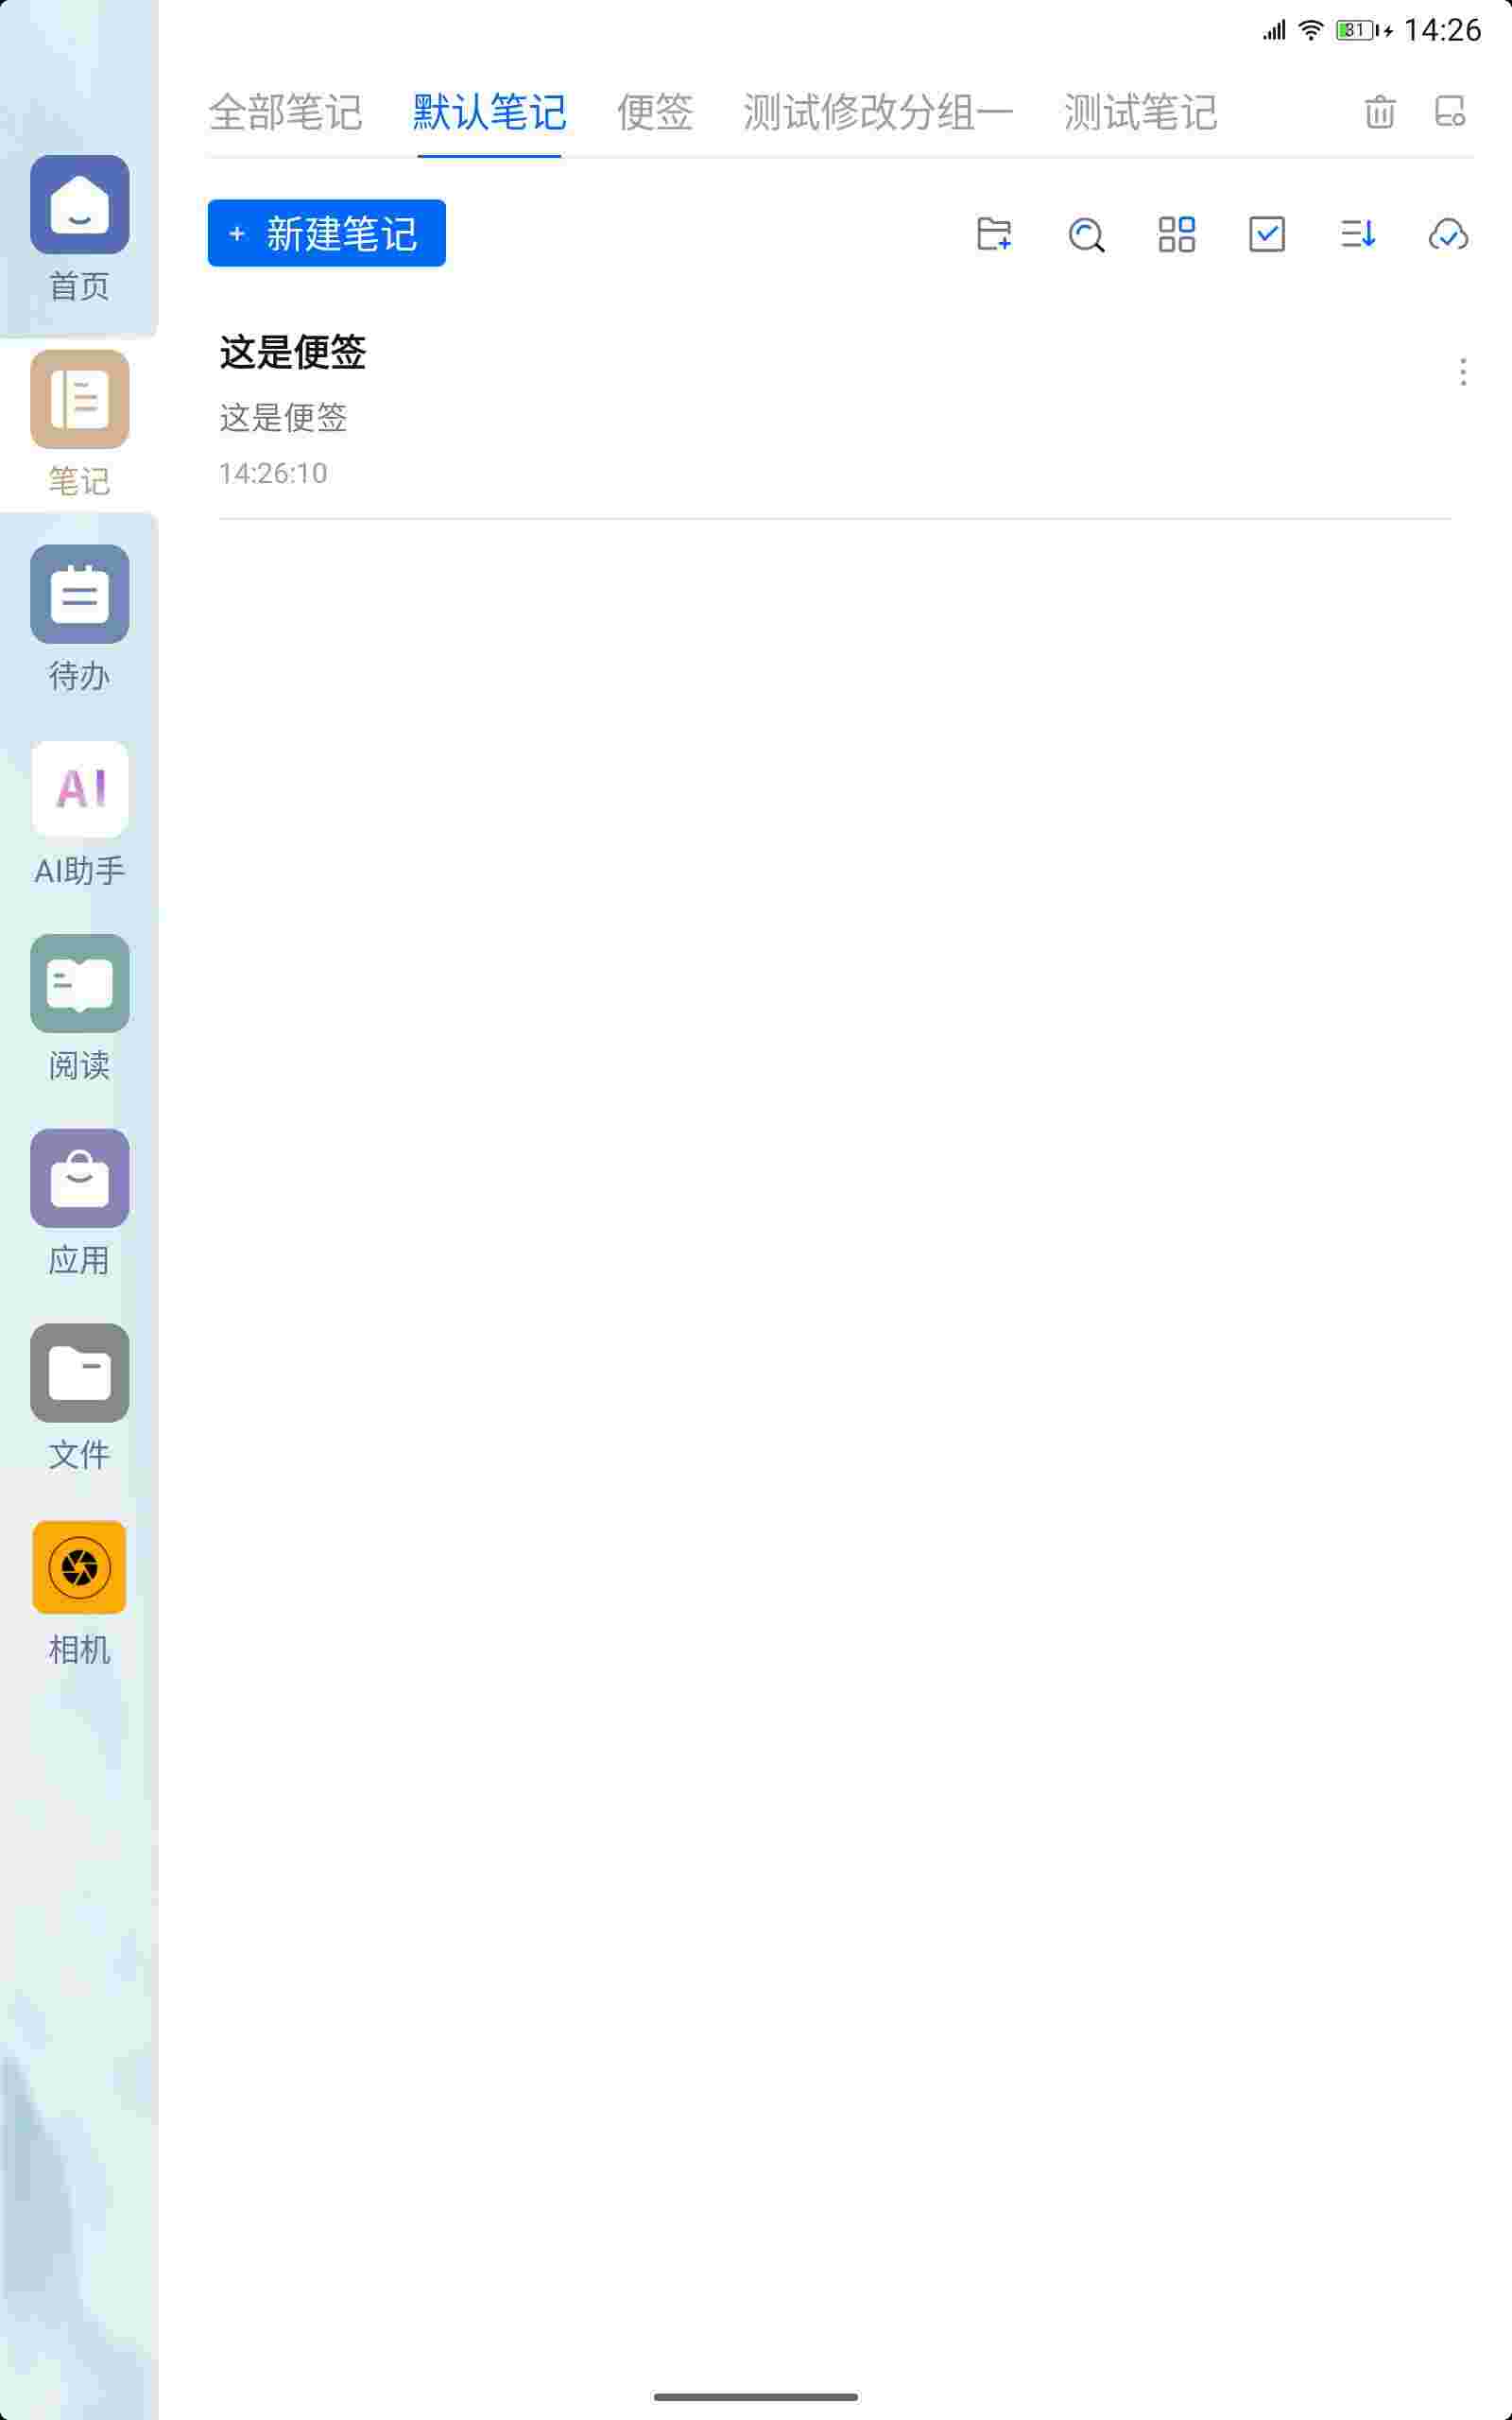 31 14:26
全部笔记 默认笔记 便签 测试修改分组一 测试笔记
+ 新建笔记
这是便签
这是便签
14:26:10
首页
笔记
待办
AI
AI助手
阅读
应用
文件
相机